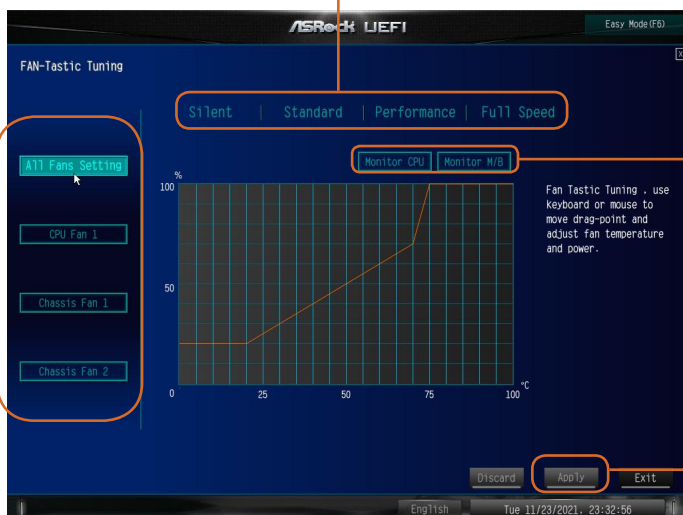 ASRock UEFI
Easy Mode(F6)
X
FAN-Tastic Tuning
Silent | Standard | Performance | Full Speed
Monitor CPU Monitor M/B
All Fans Setting
CPU Fan 1
Chassis Fan 1
Chassis Fan 2
%
100
50
0 25 50 75 100 °C
Fan Tastic Tuning . use
keyboard or mouse to
move drag-point and
adjust fan temperature
and power.
Discard Apply Exit
English Tue 11/23/2021. 23:32:56